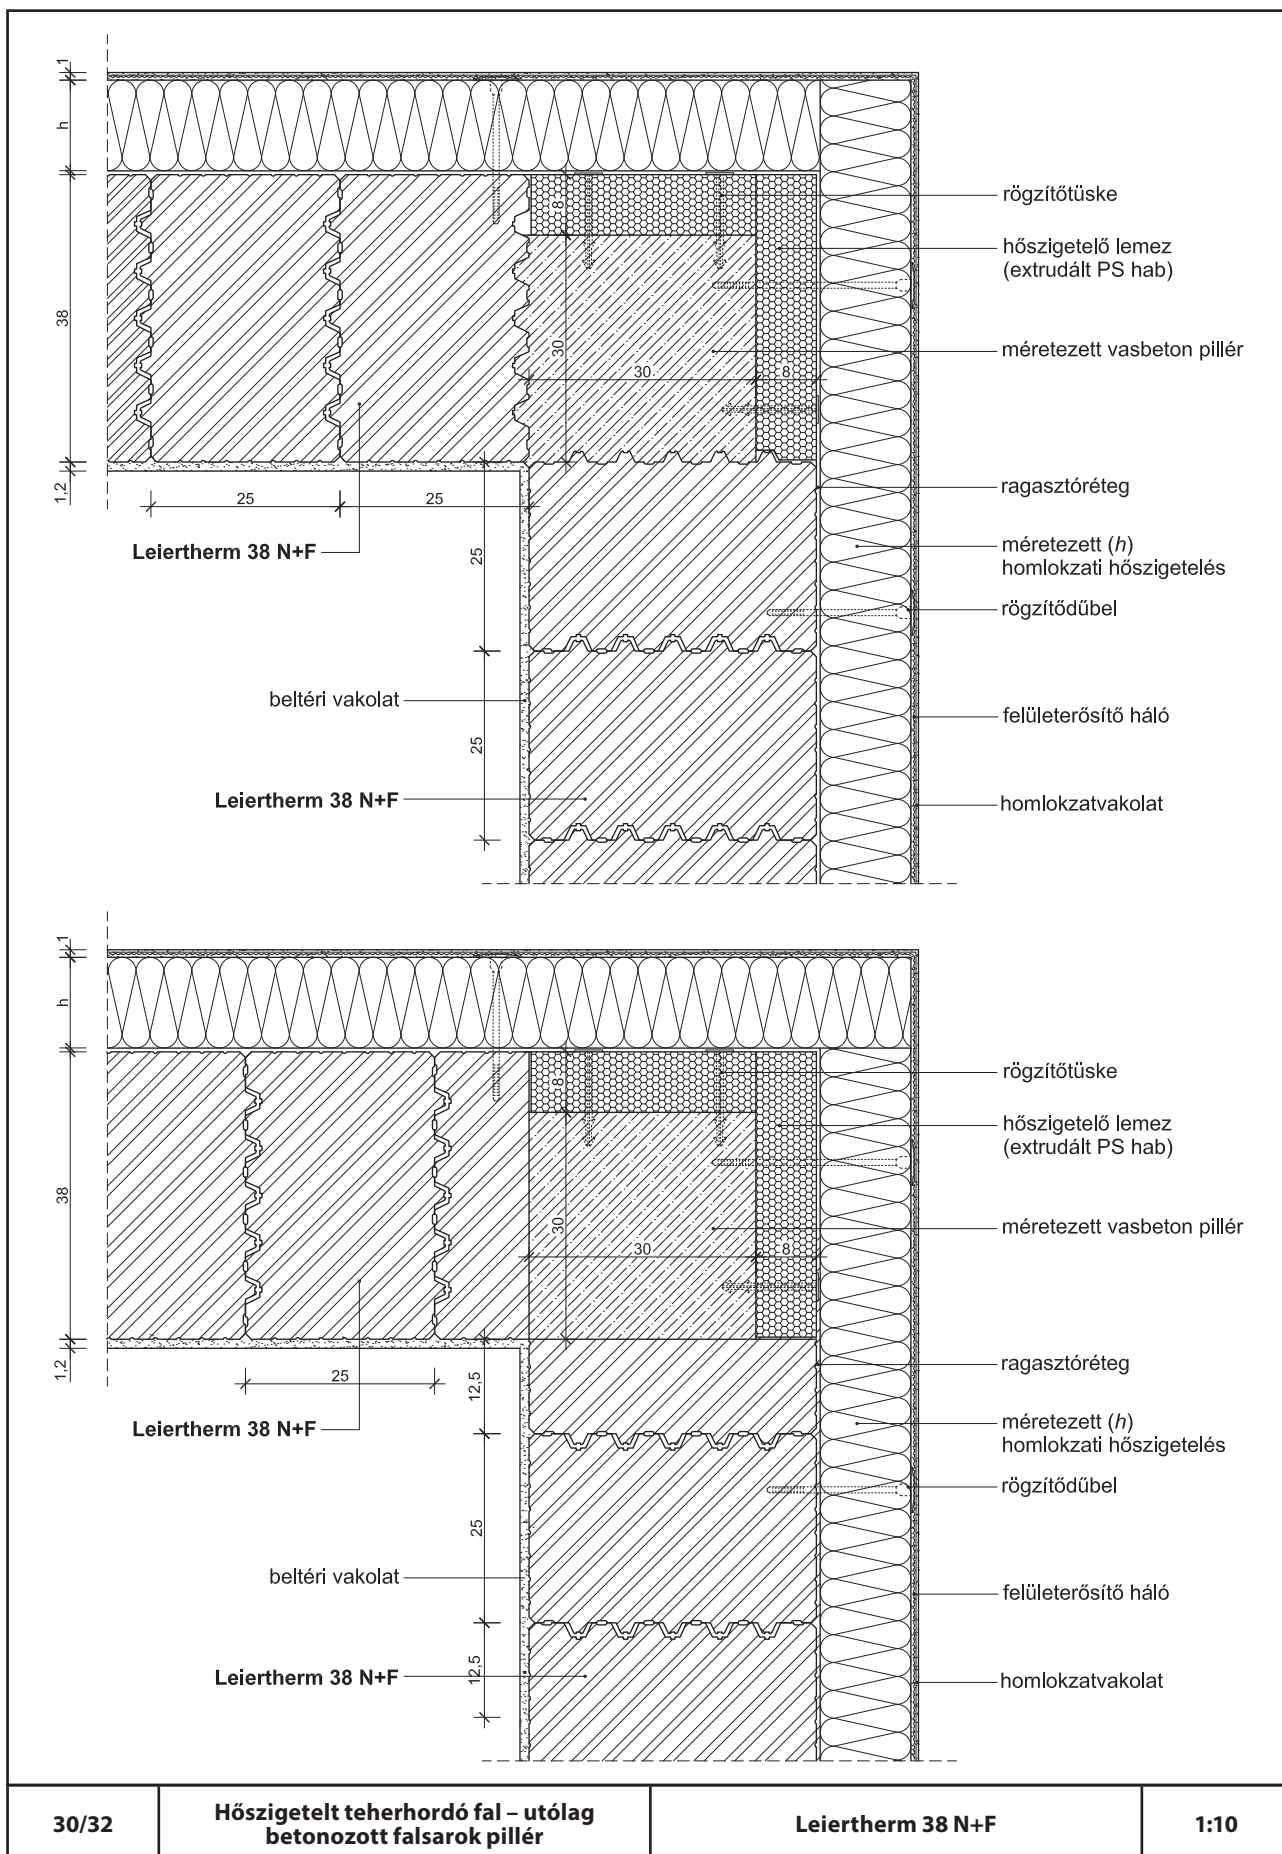 1
h
8
rögzítőtüske
hőszigetelő lemez
(extrudált PS hab)
38
30
méretezett vasbeton pillér
30
8
1,2
25
25
ragasztóréteg
Leiertherm 38 N+F
25
méretezett (h)
homlokzati hőszigetelés
rögzítődűbel
beltéri vakolat
25
felületerősítő háló
Leiertherm 38 N+F
homlokzatvakolat
1
h
8
rögzítőtüske
hőszigetelő lemez
(extrudált PS hab)
38
30
méretezett vasbeton pillér
30
8
1,2
25
12,5
ragasztóréteg
Leiertherm 38 N+F
méretezett (h)
homlokzati hőszigetelés
rögzítődűbel
25
beltéri vakolat
felületerősítő háló
Leiertherm 38 N+F
12,5
homlokzatvakolat
30/32
Hőszigetelt teherhordó fal – utólag
betonozott falsarok pillér
Leiertherm 38 N+F
1:10